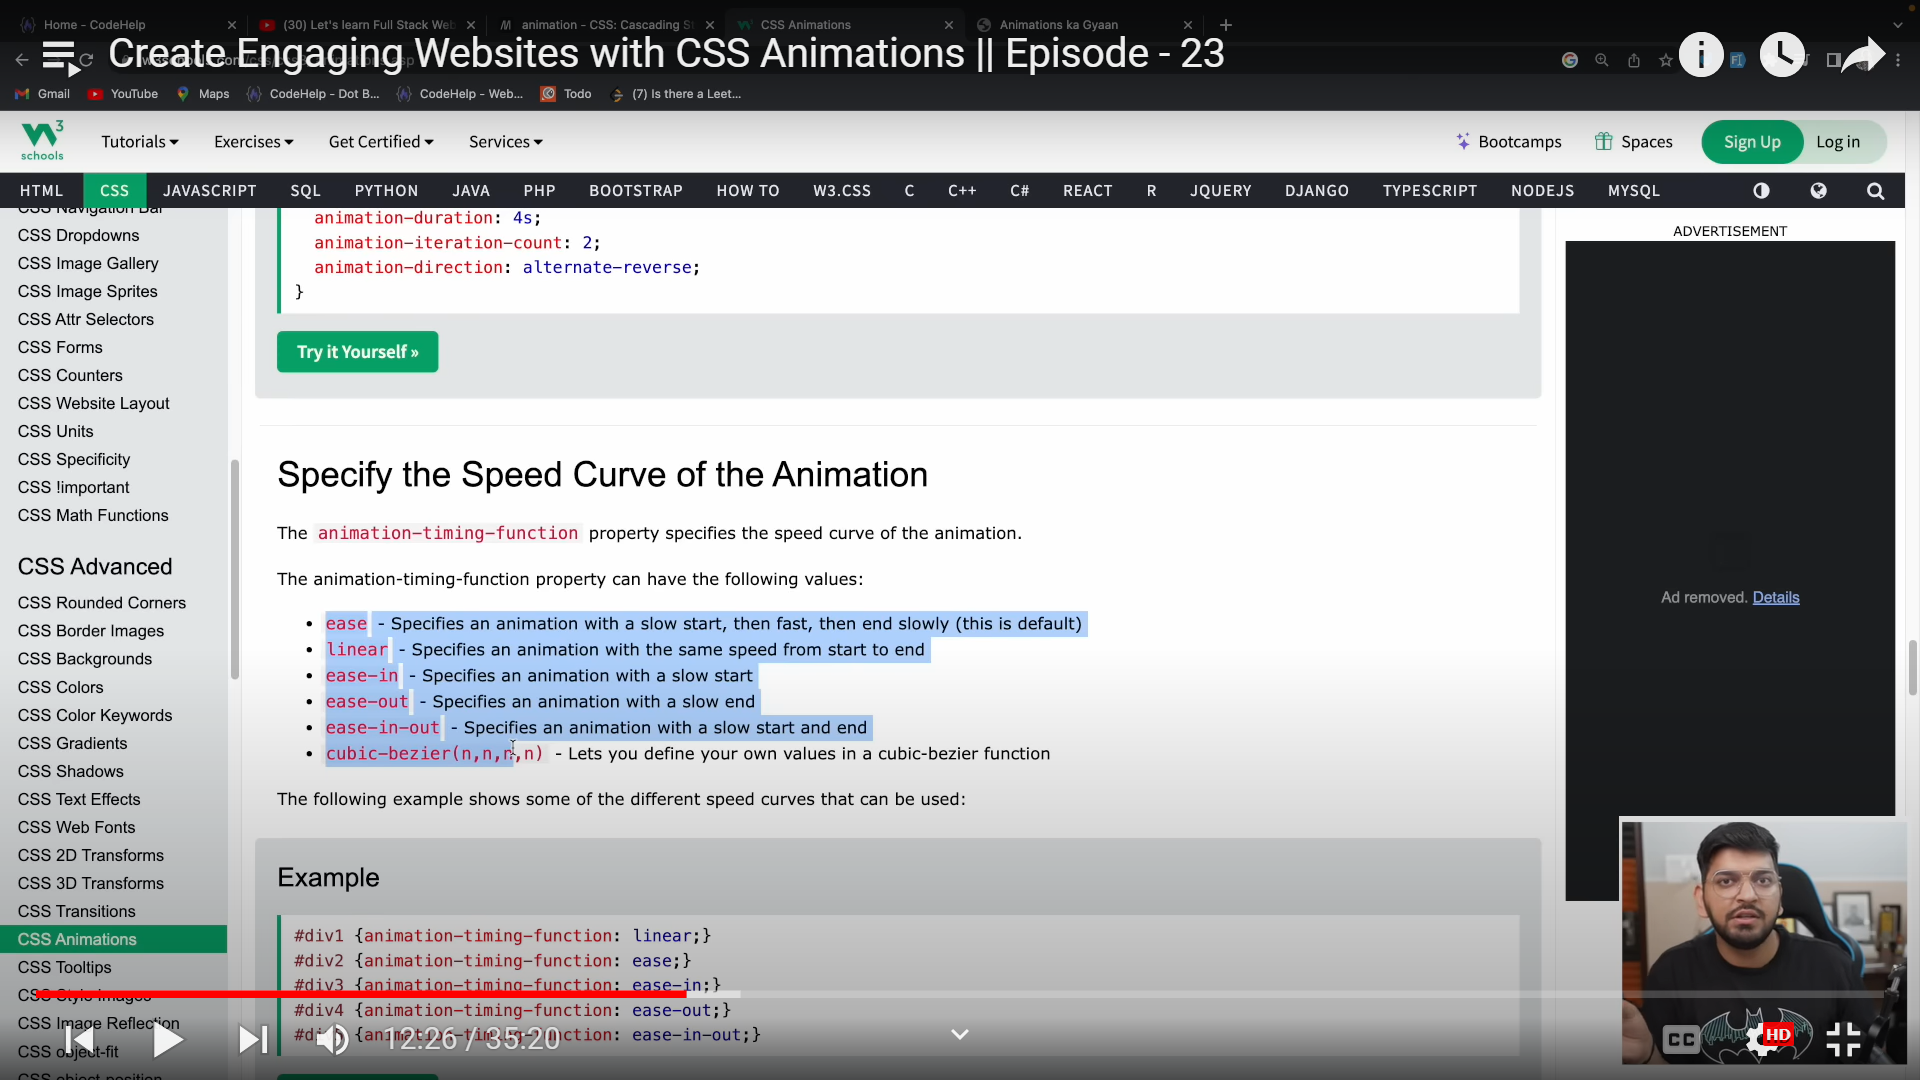 Home - CodeHelp
(30) Let's learn Full Stack Web
animation - CSS: Cascading St
CSS Animations
Animations ka Gyaan
Create Engaging Websites with CSS Animations || Episode - 23
Gmail
YouTube
Maps
CodeHelp - Dot B...
CodeHelp - Web...
Todo
(7) Is there a Leet...
W3
schools
Tutorials
Exercises
Get Certified
Services
Bootcamps
Spaces
Sign Up
Log in
HTML
CSS
JAVASCRIPT
SQL
PYTHON
JAVA
PHP
BOOTSTRAP
HOW TO
W3.CSS
C
C++
C#
REACT
R
JQUERY
DJANGO
TYPESCRIPT
NODEJS
MYSQL
CSS Navigation Bar
CSS Dropdowns
CSS Image Gallery
CSS Image Sprites
CSS Attr Selectors
CSS Forms
CSS Counters
CSS Website Layout
CSS Units
CSS Specificity
CSS !important
CSS Math Functions
CSS Advanced
CSS Rounded Corners
CSS Border Images
CSS Backgrounds
CSS Colors
CSS Color Keywords
CSS Gradients
CSS Shadows
CSS Text Effects
CSS Web Fonts
CSS 2D Transforms
CSS 3D Transforms
CSS Transitions
CSS Animations
CSS Tooltips
CSS Style Images
CSS Image Reflection
CSS object-fit
CSS object-position
animation-duration: 4s;
animation-iteration-count: 2;
animation-direction: alternate-reverse;
}
Try it Yourself »
Specify the Speed Curve of the Animation
The animation-timing-function property specifies the speed curve of the animation.
The animation-timing-function property can have the following values:
• ease - Specifies an animation with a slow start, then fast, then end slowly (this is default)
• linear - Specifies an animation with the same speed from start to end
• ease-in - Specifies an animation with a slow start
• ease-out - Specifies an animation with a slow end
• ease-in-out - Specifies an animation with a slow start and end
• cubic-bezier(n,n,n,n) - Lets you define your own values in a cubic-bezier function
The following example shows some of the different speed curves that can be used:
Example
#div1 {animation-timing-function: linear;}
#div2 {animation-timing-function: ease;}
#div3 {animation-timing-function: ease-in;}
#div4 {animation-timing-function: ease-out;}
#div5 {animation-timing-function: ease-in-out;}
12:26 / 35:20
ADVERTISEMENT
Ad removed. Details
CC
HD